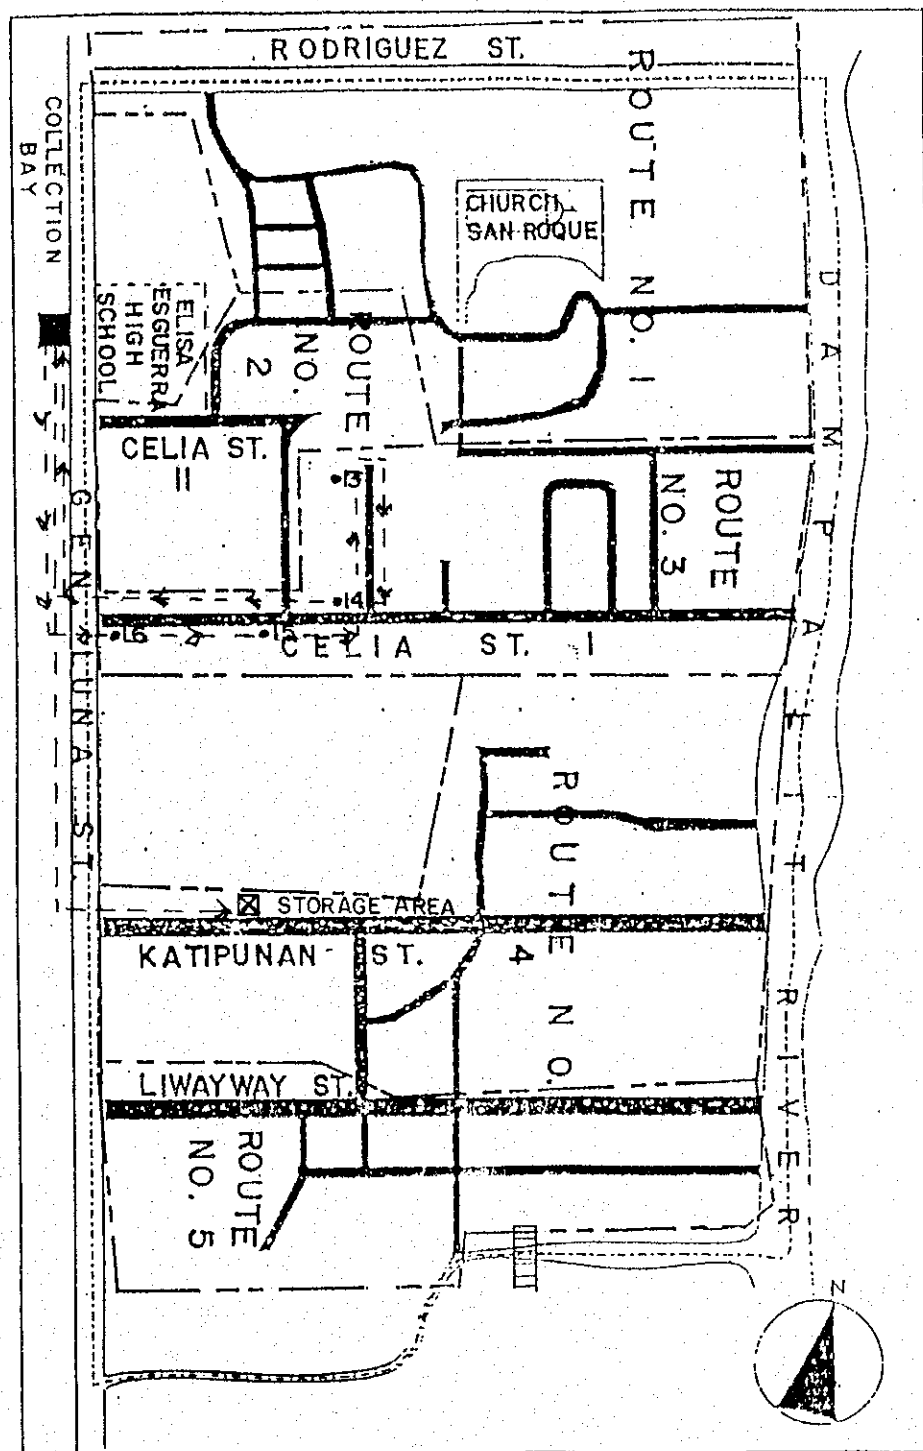 RODRIGUEZ ST.
COLLECTION
BAY
ROUTE NO. 1
CHURCH
SAN ROQUE
DAMPALIT RIVER
ELISA
ESGUERRA
HIGH
SCHOOL
ROUTE
NO.
2
CELIA ST.
II
•13
ROUTE
NO. 3
GEN. LUNA ST.
•14
•16
CELIA ST. I
ROUTE NO.
4
STORAGE AREA
KATIPUNAN ST.
LIWAYWAY ST.
ROUTE
NO. 5
N